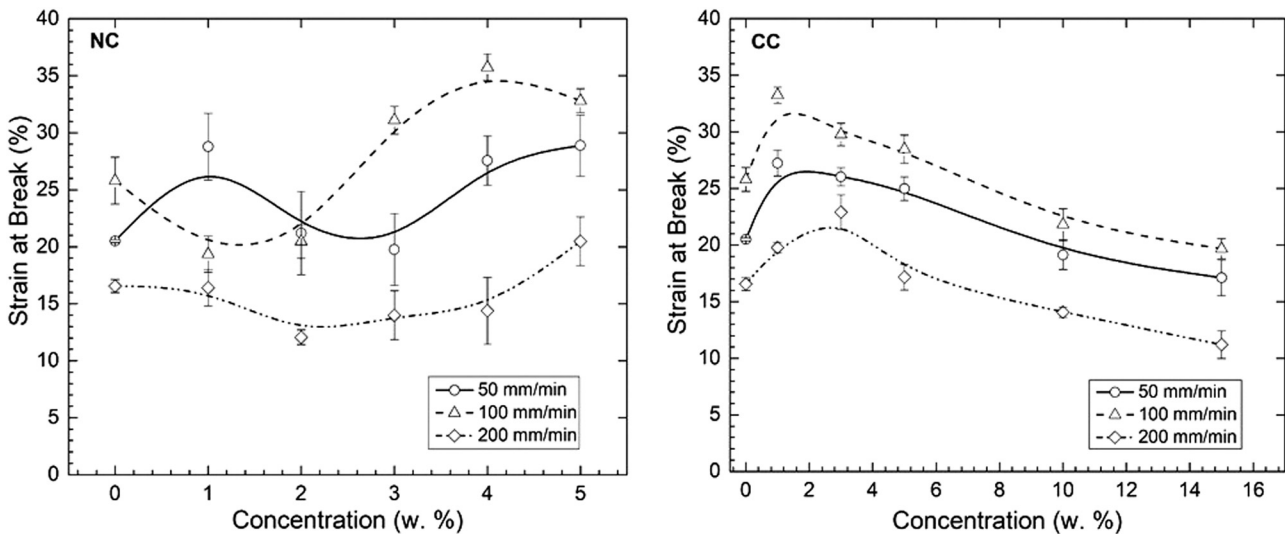 NC
Strain at Break (%)
40
35
30
25
20
15
10
5
0
0 1 2 3 4 5
Concentration (w. %)
50 mm/min
100 mm/min
200 mm/min
CC
Strain at Break (%)
40
35
30
25
20
15
10
5
0
0 2 4 6 8 10 12 14 16
Concentration (w. %)
50 mm/min
100 mm/min
200 mm/min